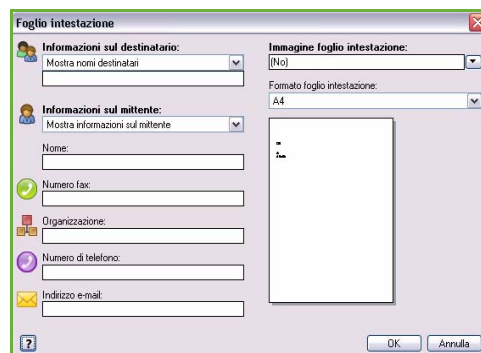 Foglio intestazione
Informazioni sul destinatario:
Mostra nomi destinatari
Informazioni sul mittente:
Mostra informazioni sul mittente
Nome:
Numero fax:
Organizzazione:
Numero di telefono:
Indirizzo e-mail:
Immagine foglio intestazione:
(No)
Formato foglio intestazione:
A4
?
OK
Annulla